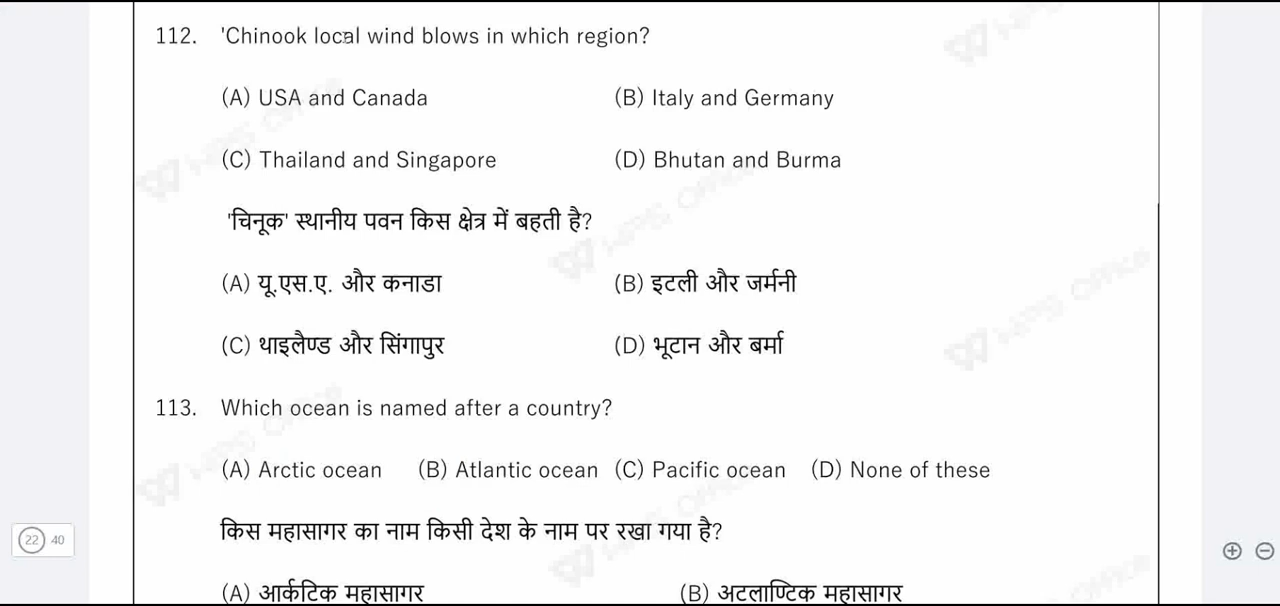 112. 'Chinook local wind blows in which region?
(A) USA and Canada (B) Italy and Germany
(C) Thailand and Singapore (D) Bhutan and Burma
'चिनूक' स्थानीय पवन किस क्षेत्र में बहती है?
(A) यू.एस.ए. और कनाडा (B) इटली और जर्मनी
(C) थाइलैण्ड और सिंगापुर (D) भूटान और बर्मा
113. Which ocean is named after a country?
(A) Arctic ocean (B) Atlantic ocean (C) Pacific ocean (D) None of these
किस महासागर का नाम किसी देश के नाम पर रखा गया है?
22 40
(A) आर्कटिक महासागर (B) अटलाण्टिक महासागर